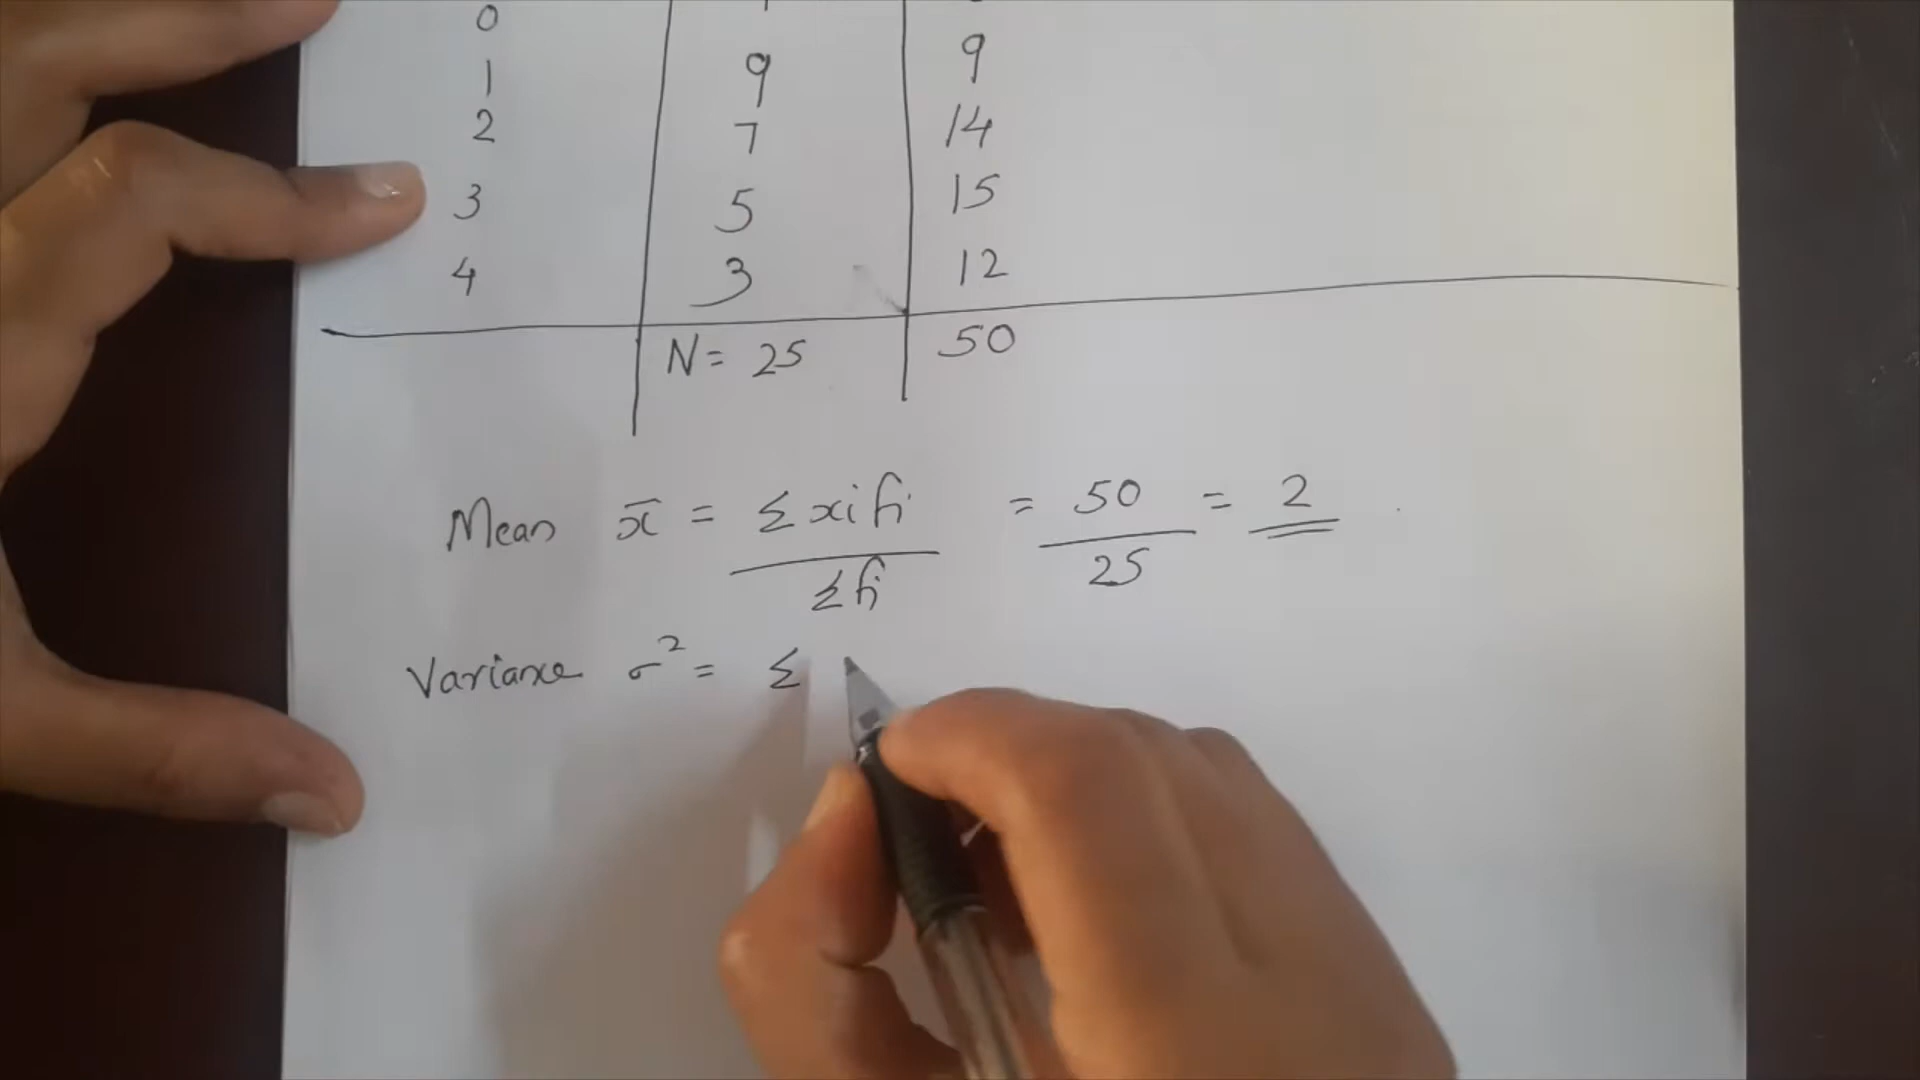 0
1 9 9
2 7 14
3 5 15
4 3 12
N = 25 50
Mean x̄ = Σxifi / Σfi = 50 / 25 = 2
Variance σ² = Σ